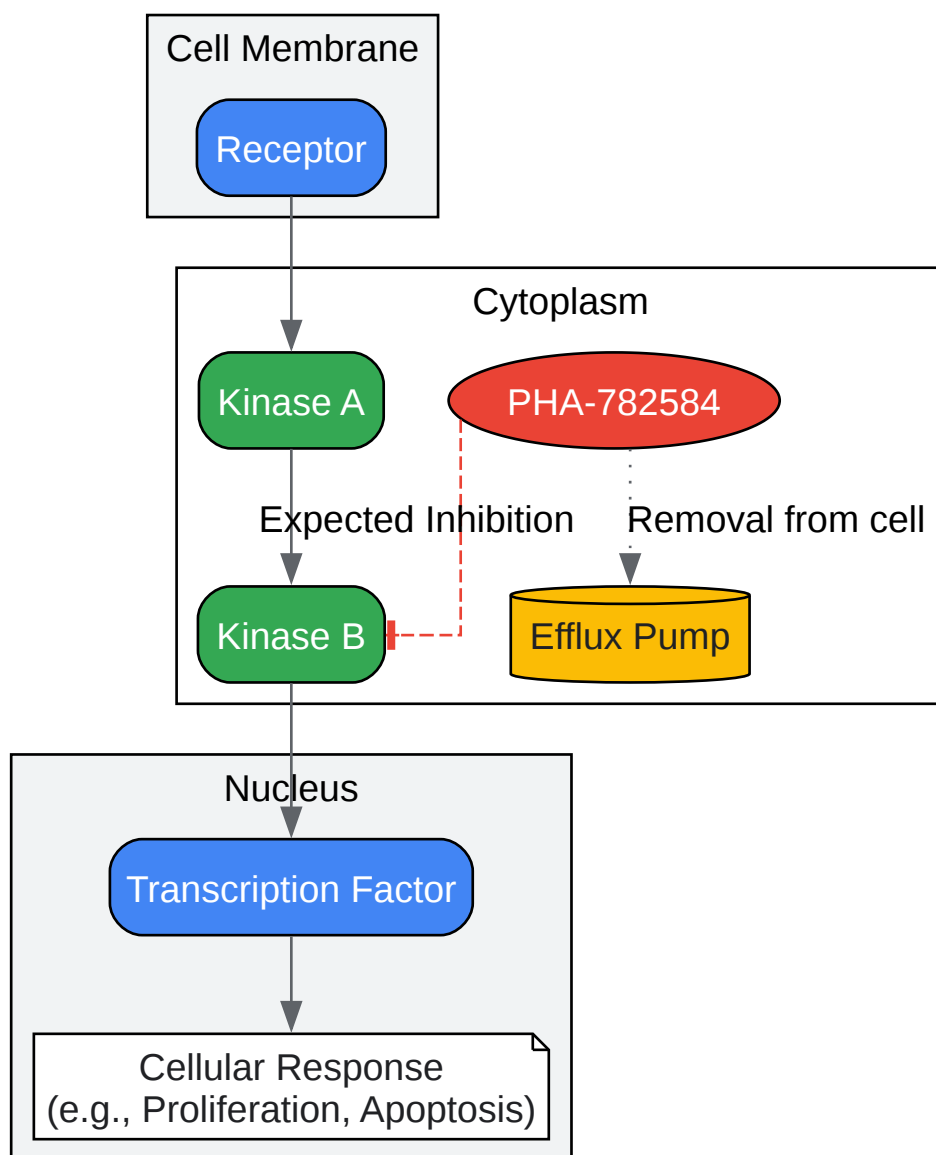 Cell Membrane
Receptor
Cytoplasm
Kinase A
PHA-782584
Expected Inhibition
Removal from cell
Kinase B
Efflux Pump
Nucleus
Transcription Factor
Cellular Response
(e.g., Proliferation, Apoptosis)